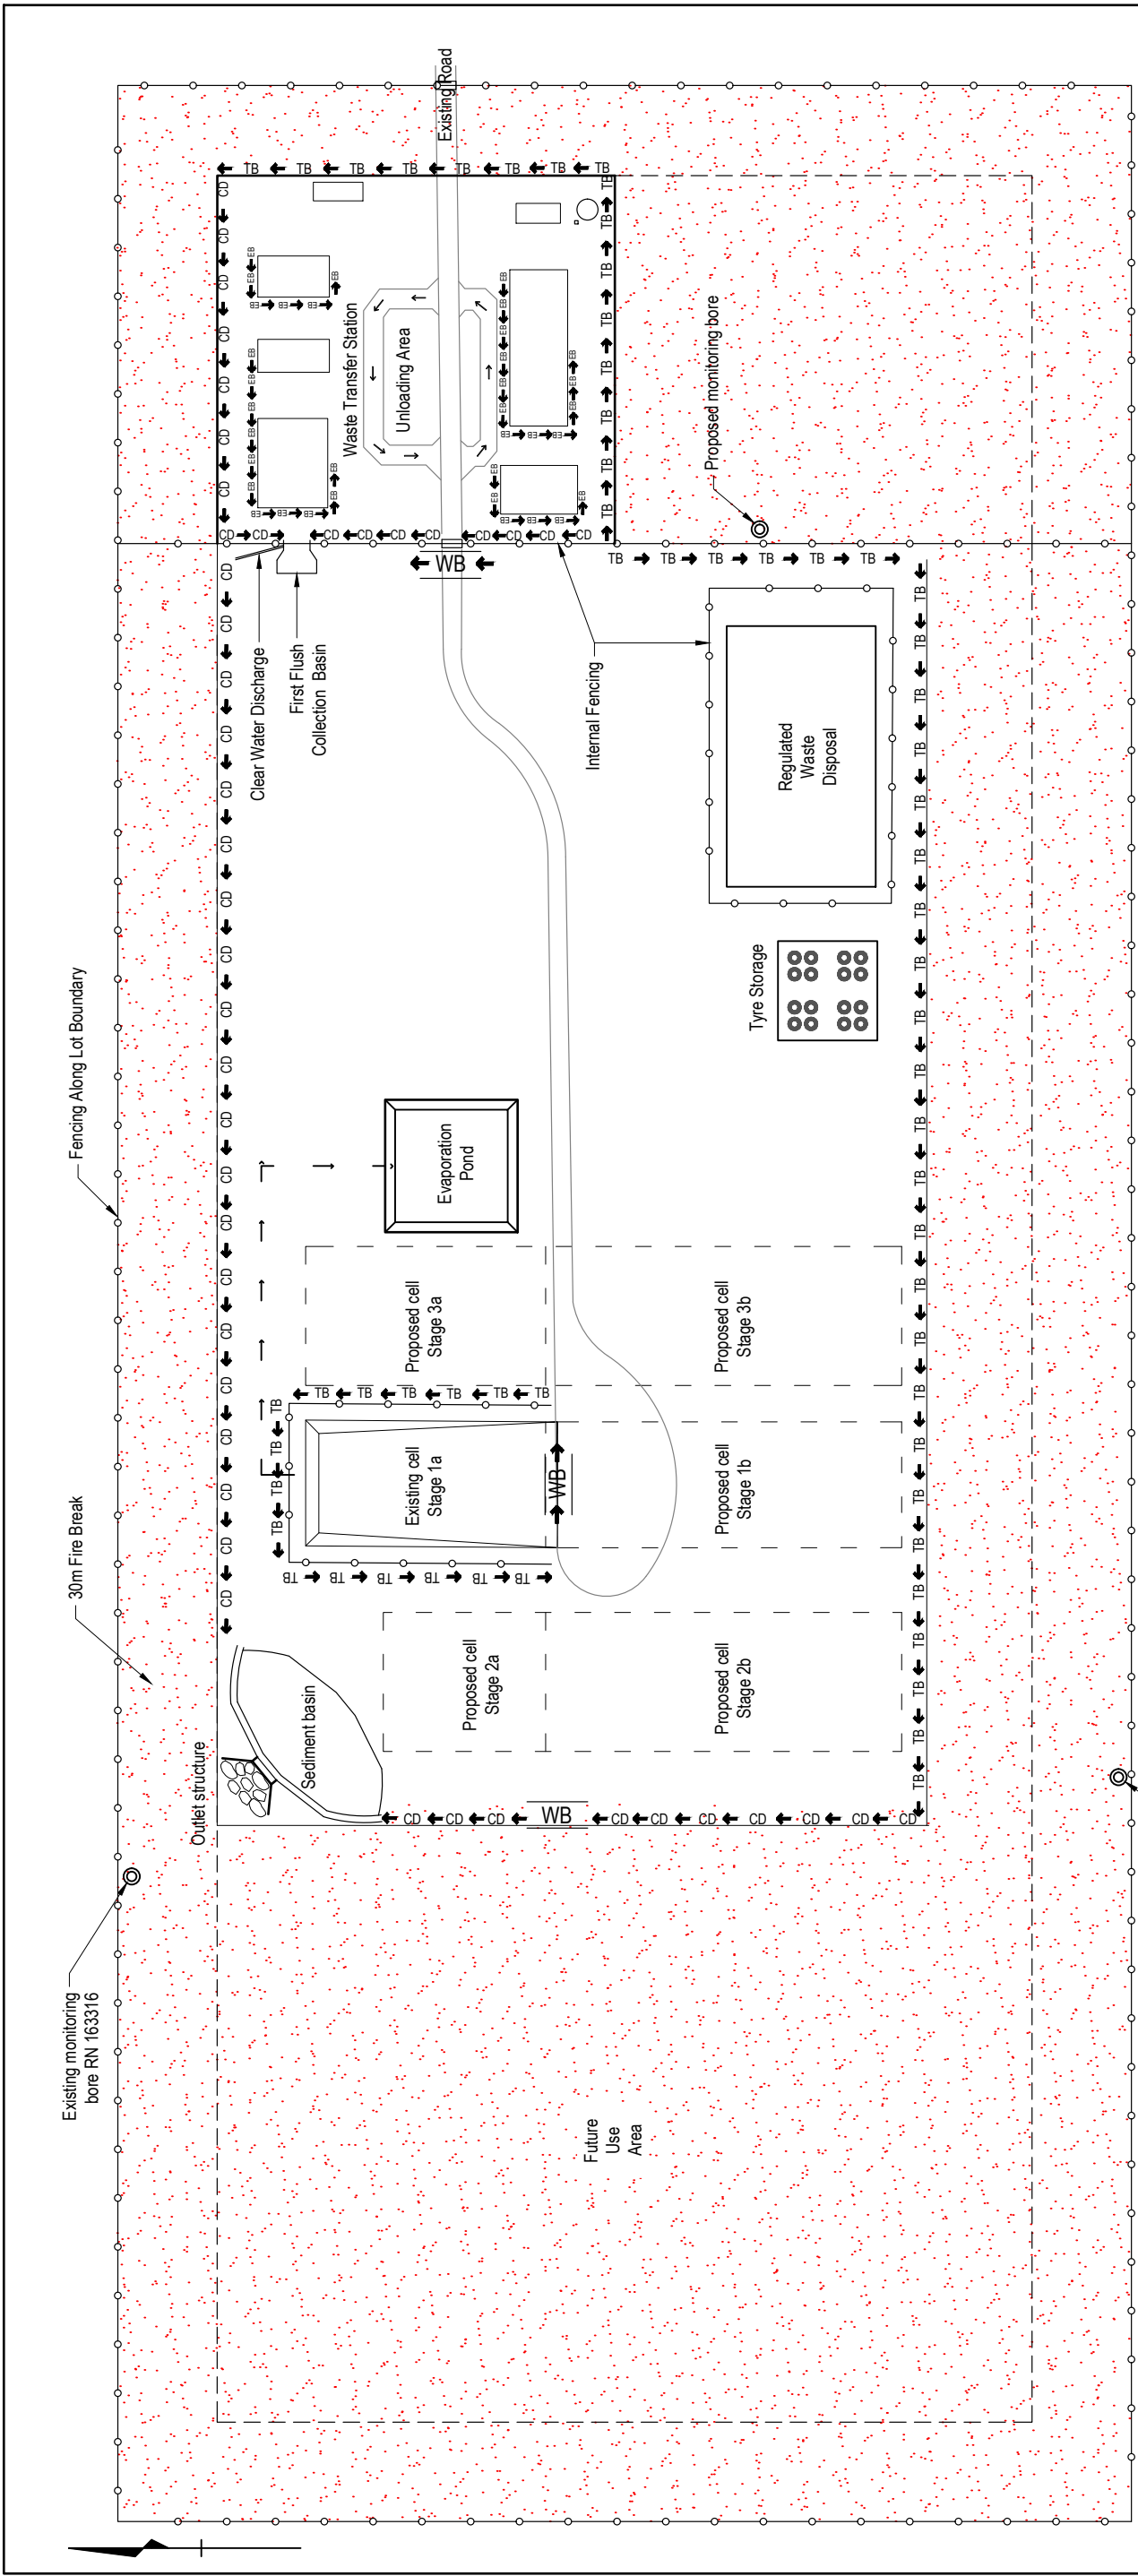 Existing Road
Waste Transfer Station
Unloading Area
Proposed monitoring bore
WB
Clear Water Discharge
First Flush
Collection Basin
Internal Fencing
Regulated
Waste
Disposal
Tyre Storage
Fencing Along Lot Boundary
Evaporation
Pond
Proposed cell
Stage 3a
Proposed cell
Stage 3b
Existing cell
Stage 1a
WB
Proposed cell
Stage 1b
30m Fire Break
Proposed cell
Stage 2a
Proposed cell
Stage 2b
Sediment basin
Outlet structure
WB
Existing monitoring
bore RN 163316
Future
Use
Area
TB
CD
EB